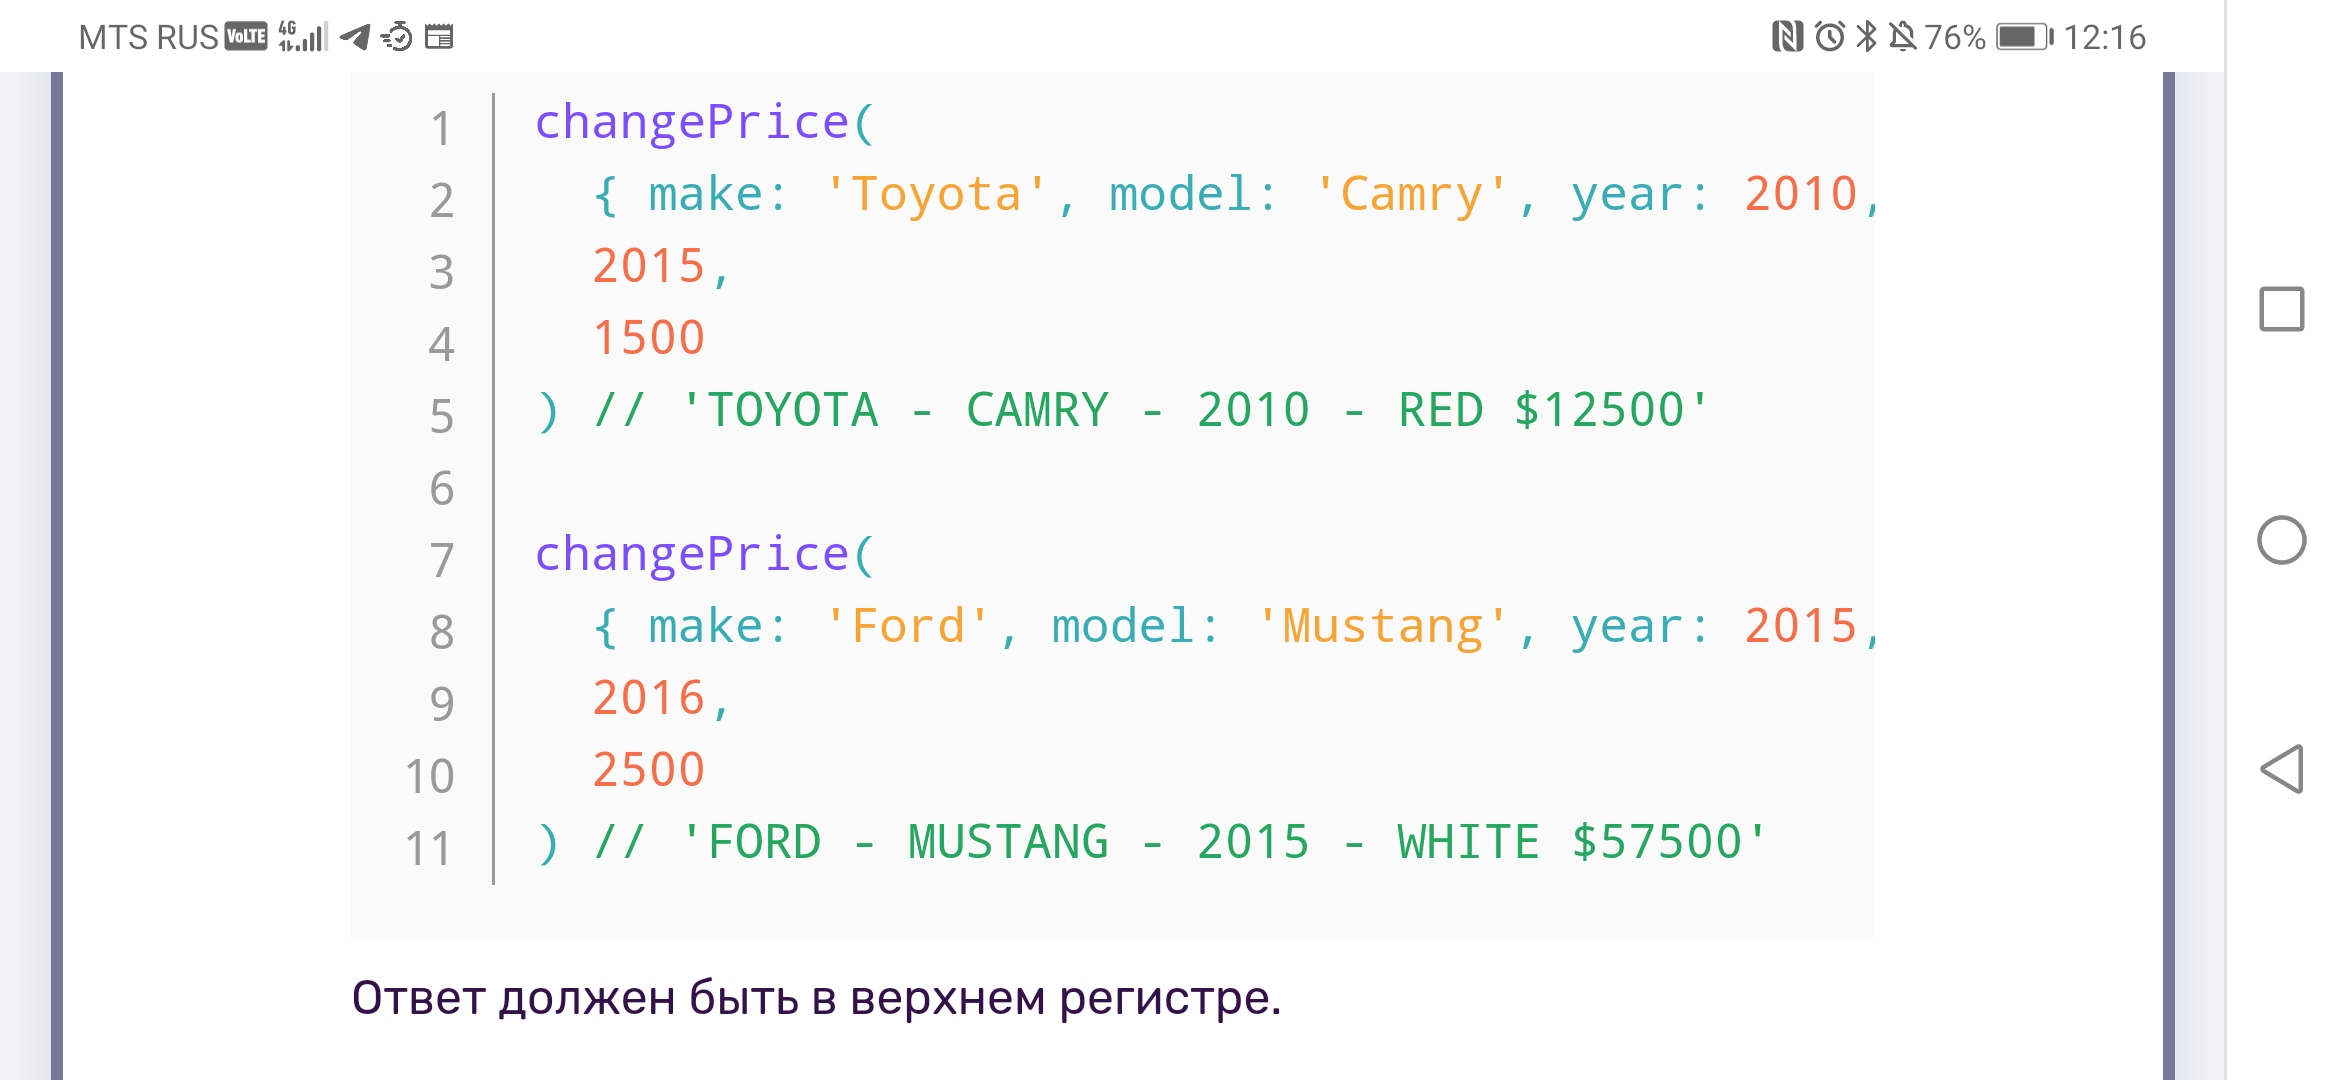 MTS RUS VoLTE 4G 76% 12:16
1 changePrice(
2 { make: 'Toyota', model: 'Camry', year: 2010,
3 2015,
4 1500
5 ) // 'TOYOTA - CAMRY - 2010 - RED $12500'
6
7 changePrice(
8 { make: 'Ford', model: 'Mustang', year: 2015,
9 2016,
10 2500
11 ) // 'FORD - MUSTANG - 2015 - WHITE $57500'
Ответ должен быть в верхнем регистре.